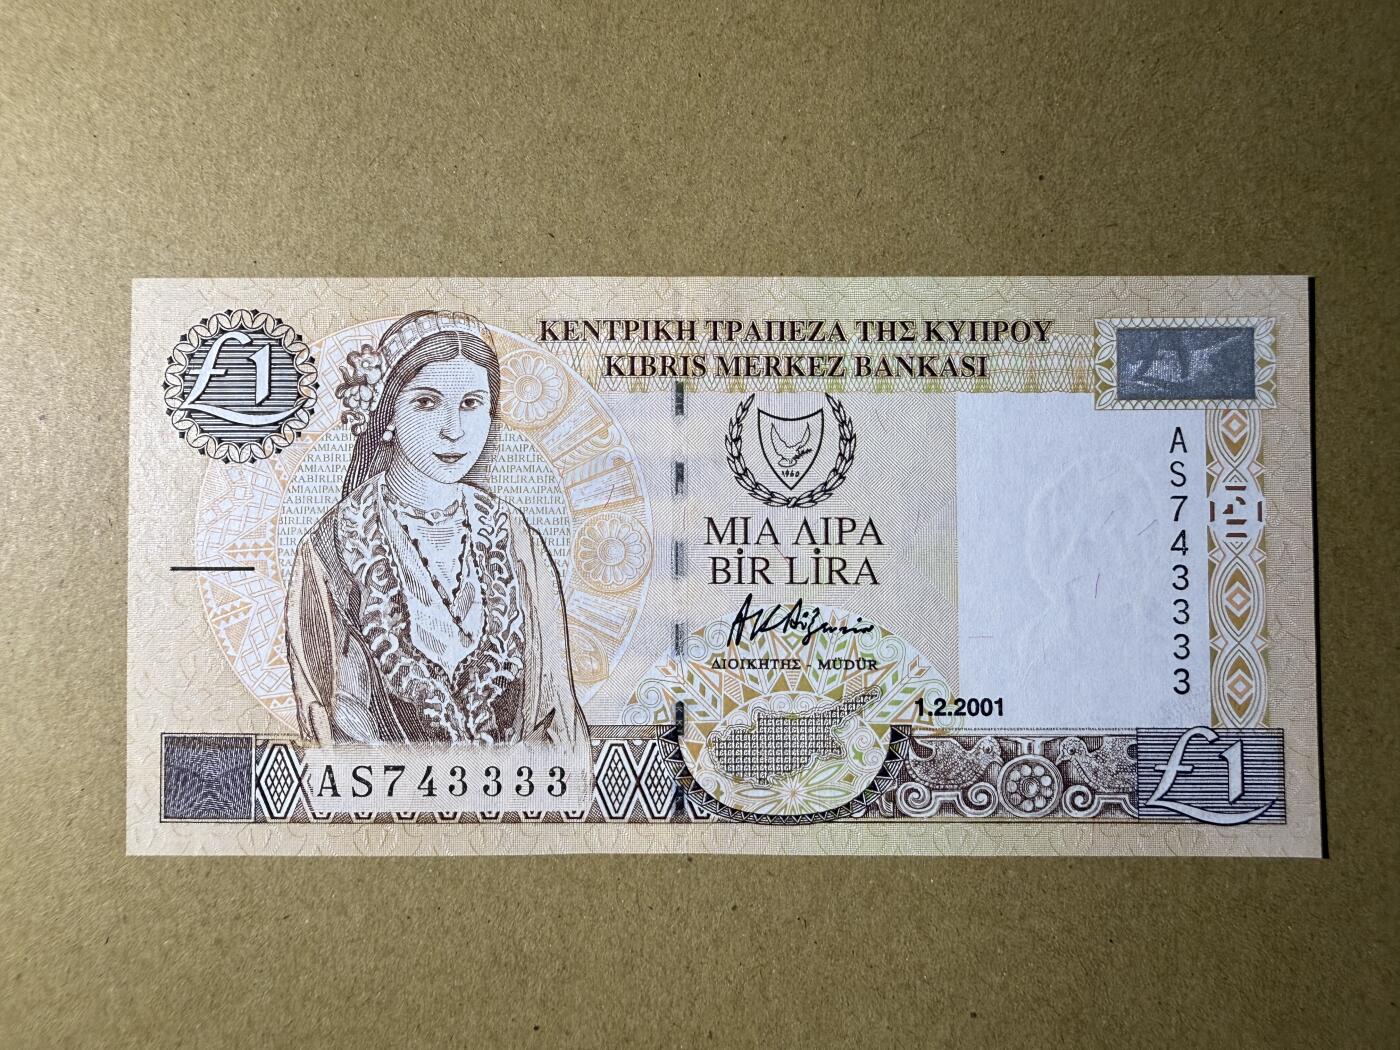 £1
ΚΕΝΤΡΙΚΗ ΤΡΑΠΕΖΑ ΤΗΣ ΚΥΠΡΟΥ
KIBRIS MERKEZ BANKASI
1960
ΜΙΑ ΛΙΡΑ
BİR LİRA
ΔΙΟΙΚΗΤΗΣ - MÜDÜR
1.2.2001
AS743333
AS743333
£1